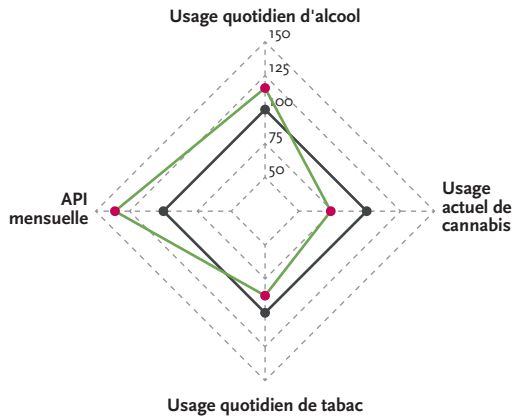 Usage quotidien d'alcool
150
125
100
75
50
API
mensuelle
Usage
actuel de
cannabis
Usage quotidien de tabac